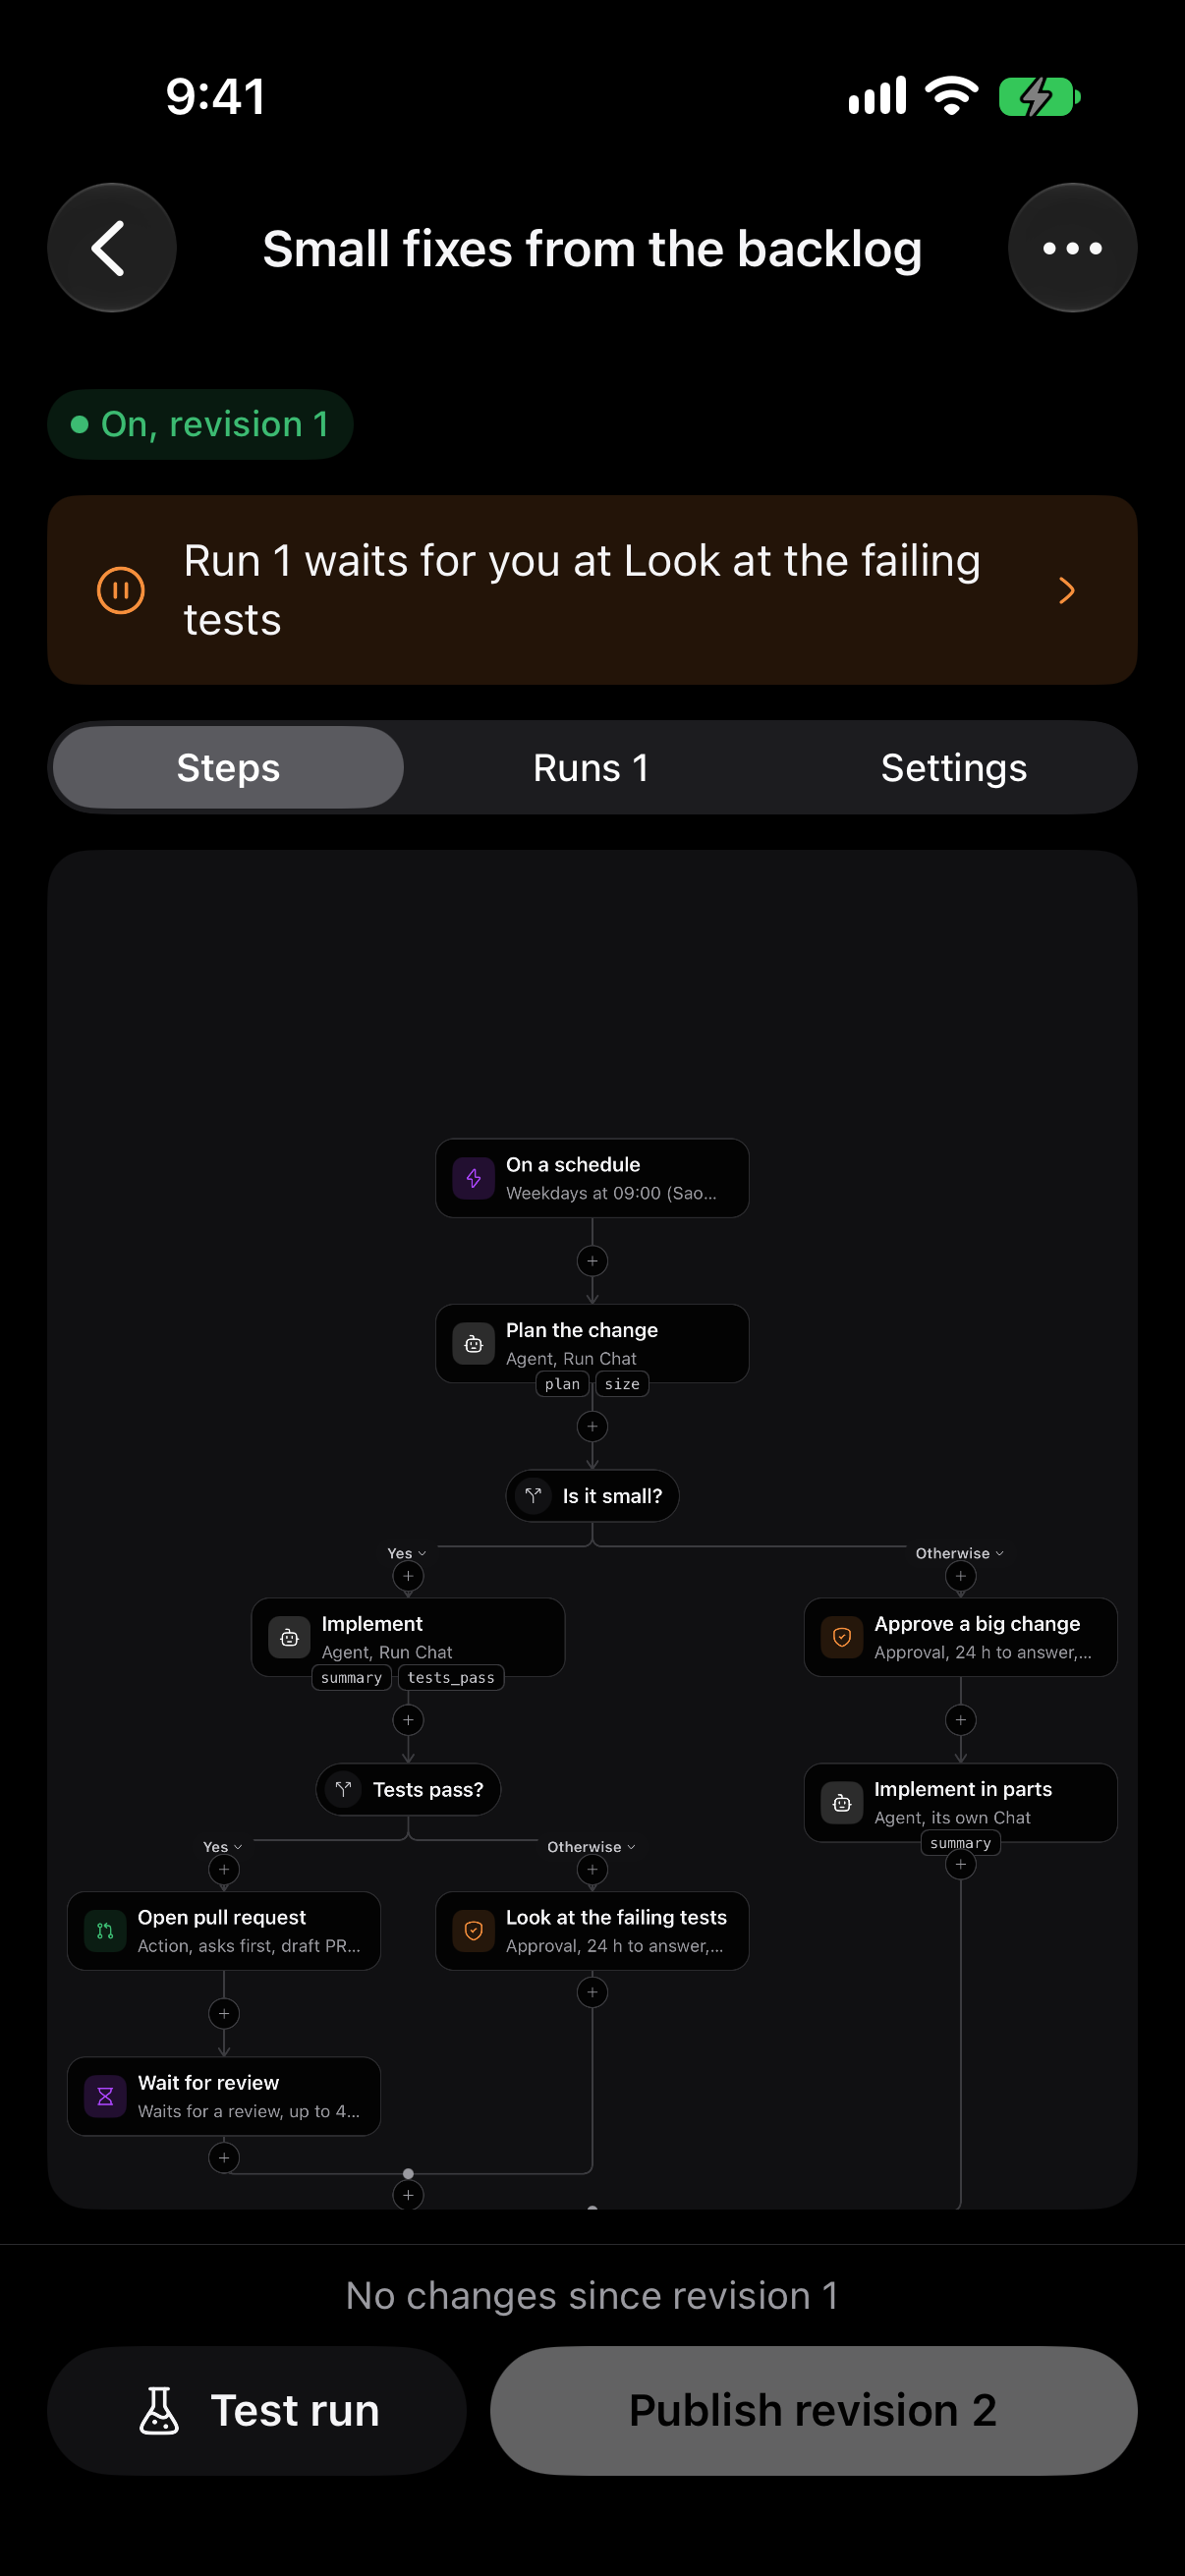 9:41
Small fixes from the backlog
On, revision 1
Run 1 waits for you at Look at the failing
tests
Steps
Runs 1
Settings
On a schedule
Weekdays at 09:00 (Sao...
Plan the change
Agent, Run Chat
plan
size
Is it small?
Yes
Otherwise
Implement
Agent, Run Chat
summary
tests_pass
Approve a big change
Approval, 24 h to answer,...
Tests pass?
Implement in parts
Agent, its own Chat
summary
Yes
Otherwise
Open pull request
Action, asks first, draft PR...
Look at the failing tests
Approval, 24 h to answer,...
Wait for review
Waits for a review, up to 4...
No changes since revision 1
Test run
Publish revision 2